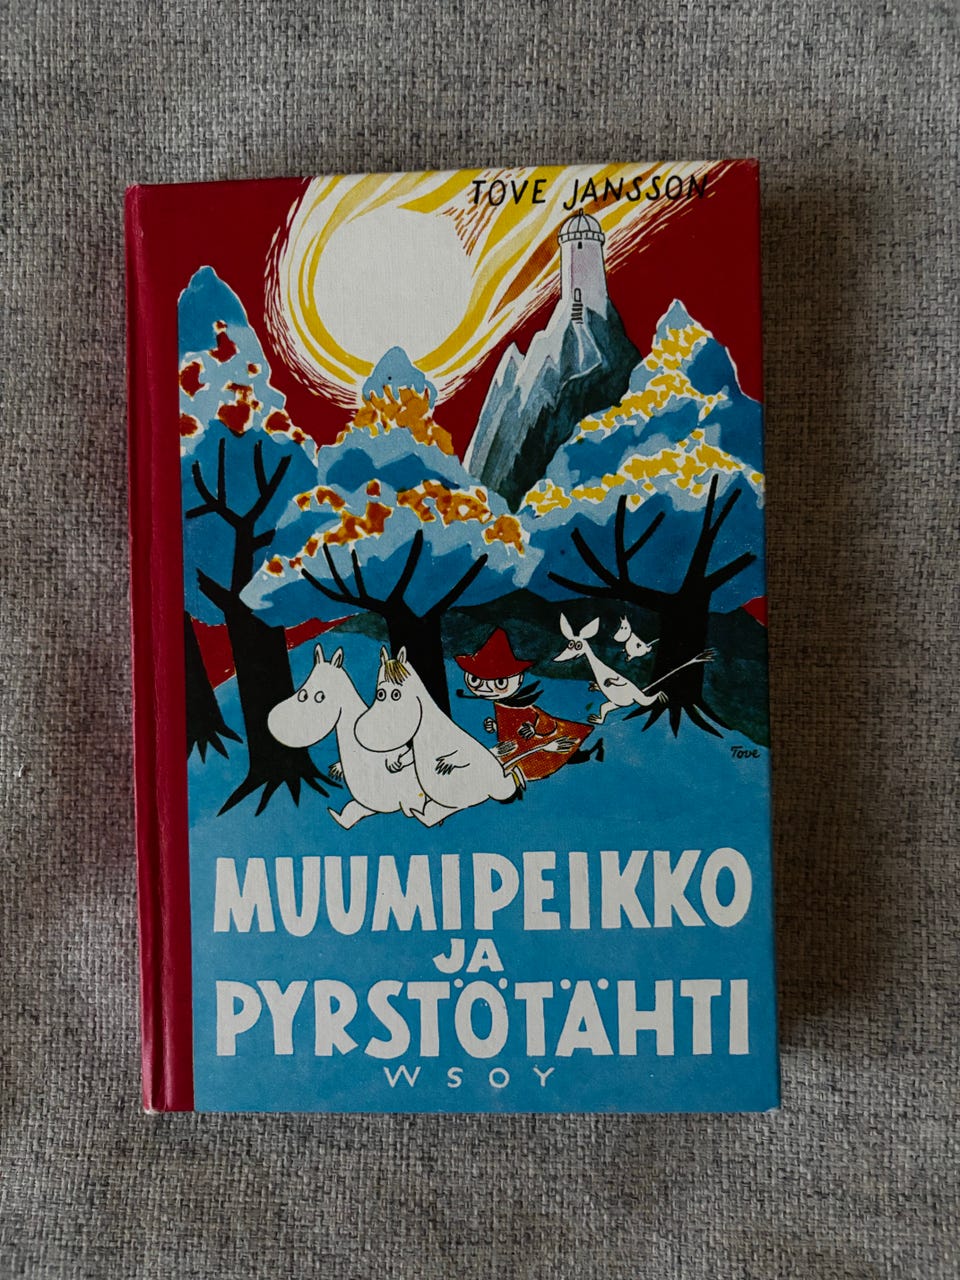 TOVE JANSSON
Tove
MUUMIPEIKKO
JA
PYRSTÖTÄHTI
WSOY